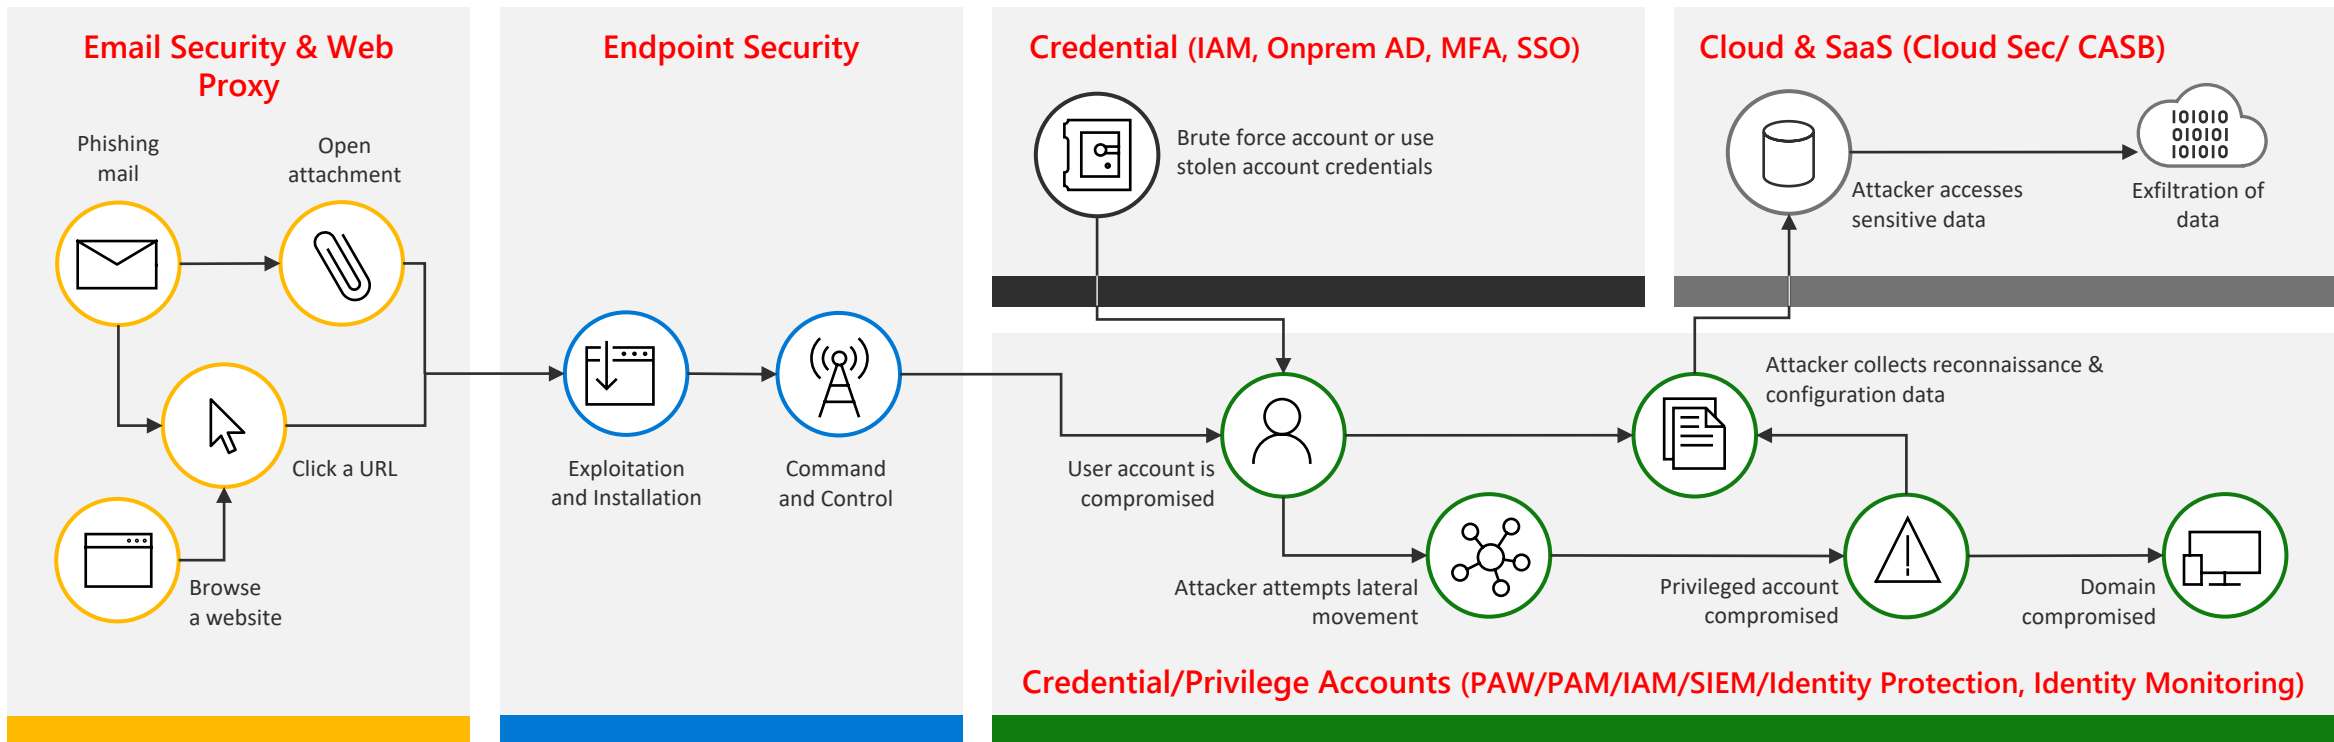 Email Security & Web
Proxy
Phishing
mail
Open
attachment
Click a URL
Browse
a website
Endpoint Security
Exploitation
and Installation
Command
and Control
Credential (IAM, Onprem AD, MFA, SSO)
Brute force account or use
stolen account credentials
Cloud & SaaS (Cloud Sec/ CASB)
Attacker accesses
sensitive data
101010
010101
101010
Exfiltration of
data
User account is
compromised
Attacker collects reconnaissance &
configuration data
Attacker attempts lateral
movement
Privileged account
compromised
Domain
compromised
Credential/Privilege Accounts (PAW/PAM/IAM/SIEM/Identity Protection, Identity Monitoring)